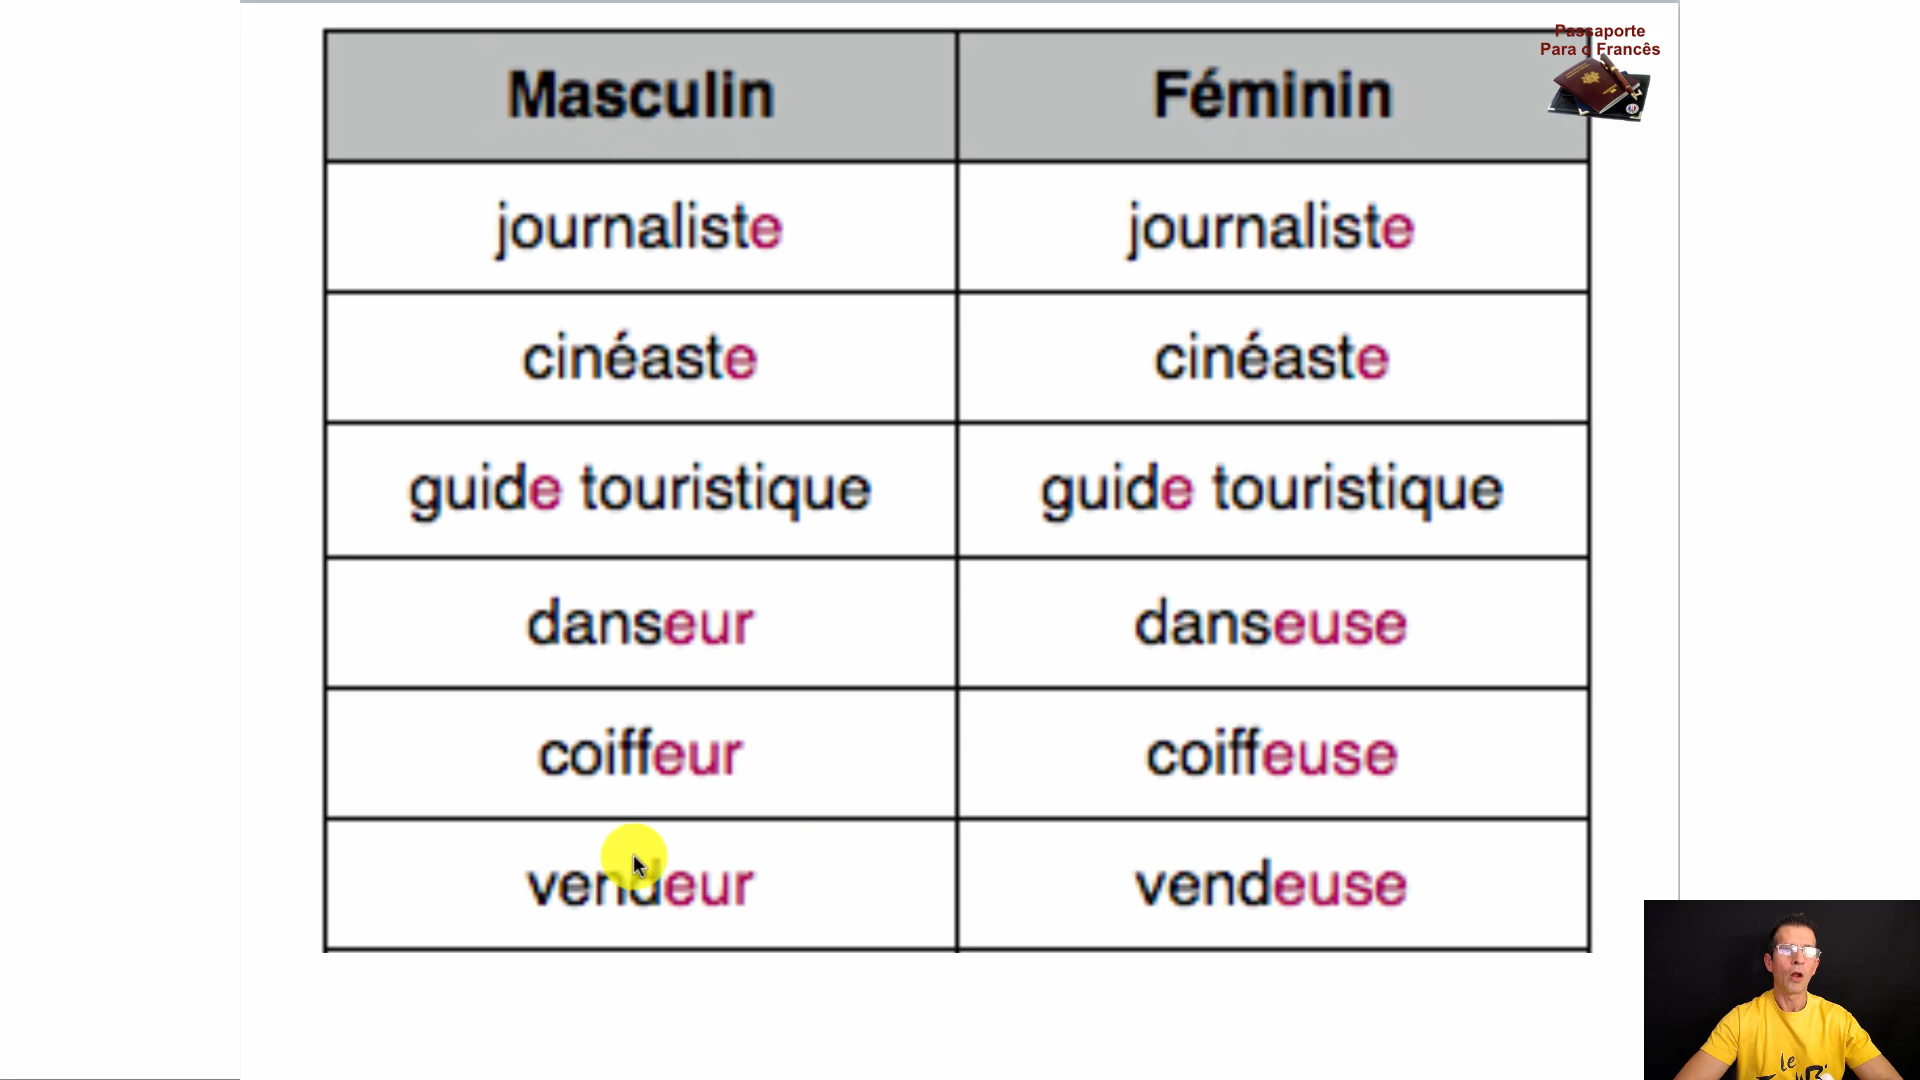 Passaporte
Para o Francês
Masculin Féminin
journaliste journaliste
cinéaste cinéaste
guide touristique guide touristique
danseur danseuse
coiffeur coiffeuse
vendeur vendeuse
le